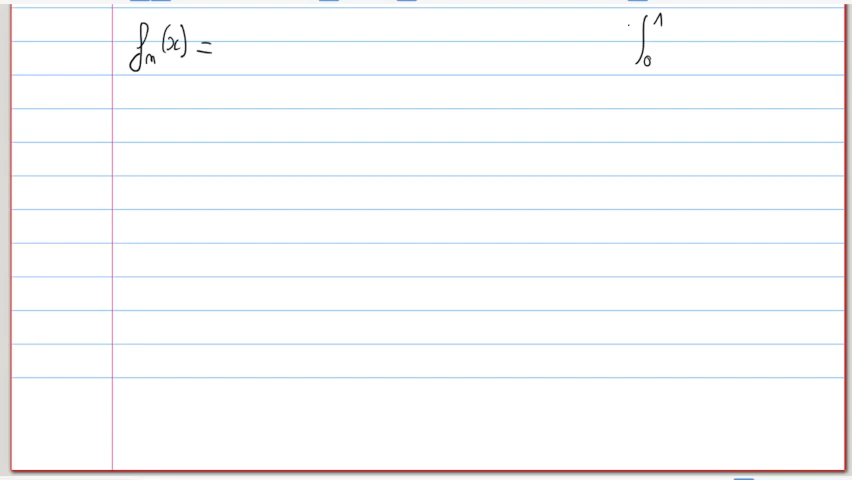 fₙ(x) = ∫₀¹